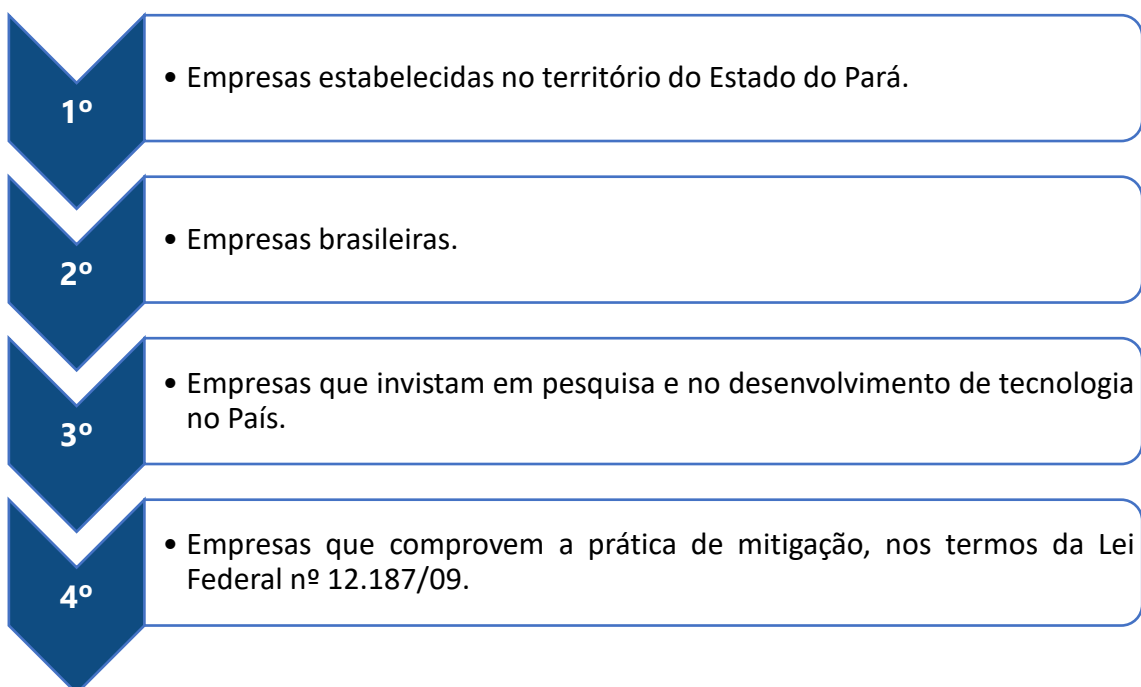 1º
• Empresas estabelecidas no território do Estado do Pará.
2º
• Empresas brasileiras.
3º
• Empresas que invistam em pesquisa e no desenvolvimento de tecnologia
no País.
4º
• Empresas que comprovem a prática de mitigação, nos termos da Lei
Federal nº 12.187/09.